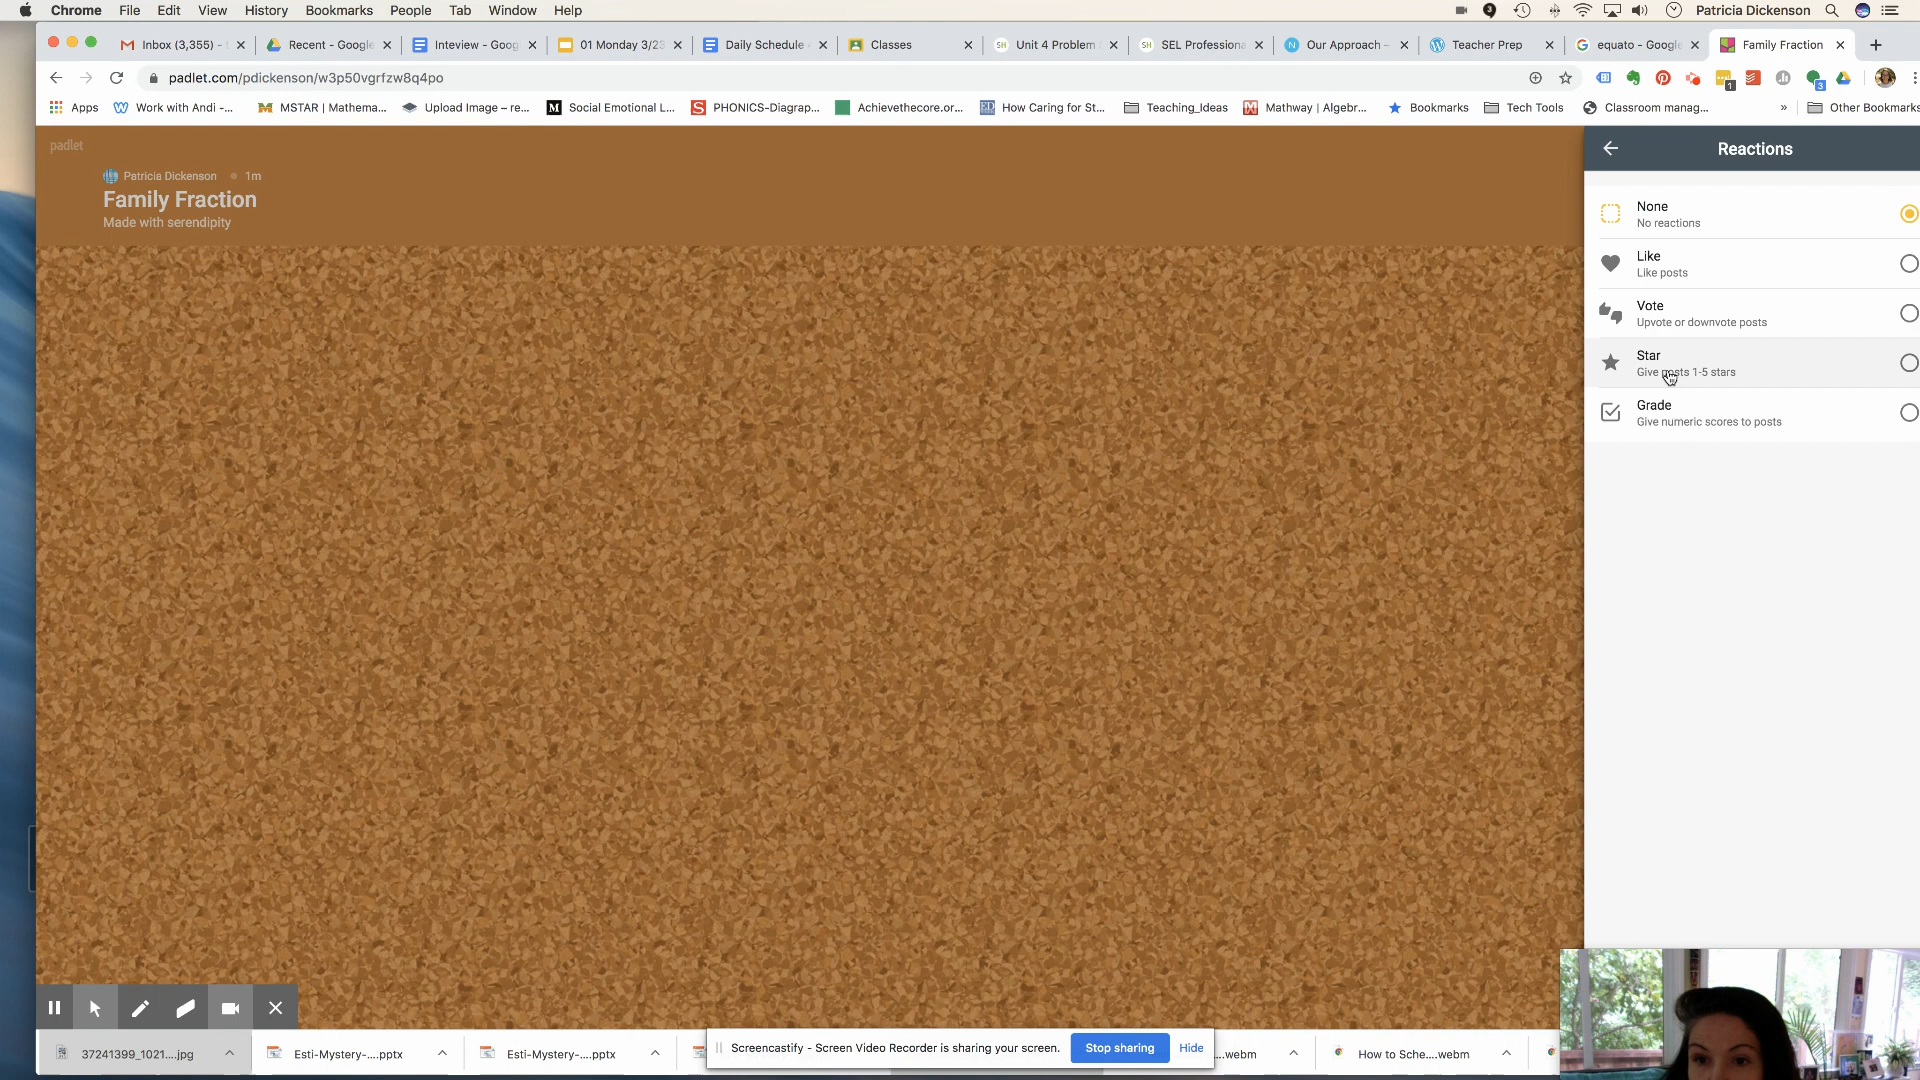 Chrome File Edit View History Bookmarks People Tab Window Help 3 Patricia Dickenson
Inbox (3,355) - Recent - Google Inteview - Goog 01 Monday 3/23 Daily Schedule Classes Unit 4 Problem SEL Professiona Our Approach - Teacher Prep equato - Google Family Fraction
padlet.com/pdickenson/w3p50vgrfzw8q4po 1 3
Apps Work with Andi -... MSTAR | Mathema... Upload Image – re... Social Emotional L... PHONICS-Diagrap... Achievethecore.or... How Caring for St... Teaching_Ideas Mathway | Algebr... Bookmarks Tech Tools Classroom manag... » Other Bookmarks
padlet
Patricia Dickenson 1m
Family Fraction
Made with serendipity
Reactions
None
No reactions
Like
Like posts
Vote
Upvote or downvote posts
Star
Give posts 1-5 stars
Grade
Give numeric scores to posts
37241399_1021....jpg Esti-Mystery-....pptx Esti-Mystery-....pptx ....webm How to Sche....webm
Screencastify - Screen Video Recorder is sharing your screen. Stop sharing Hide